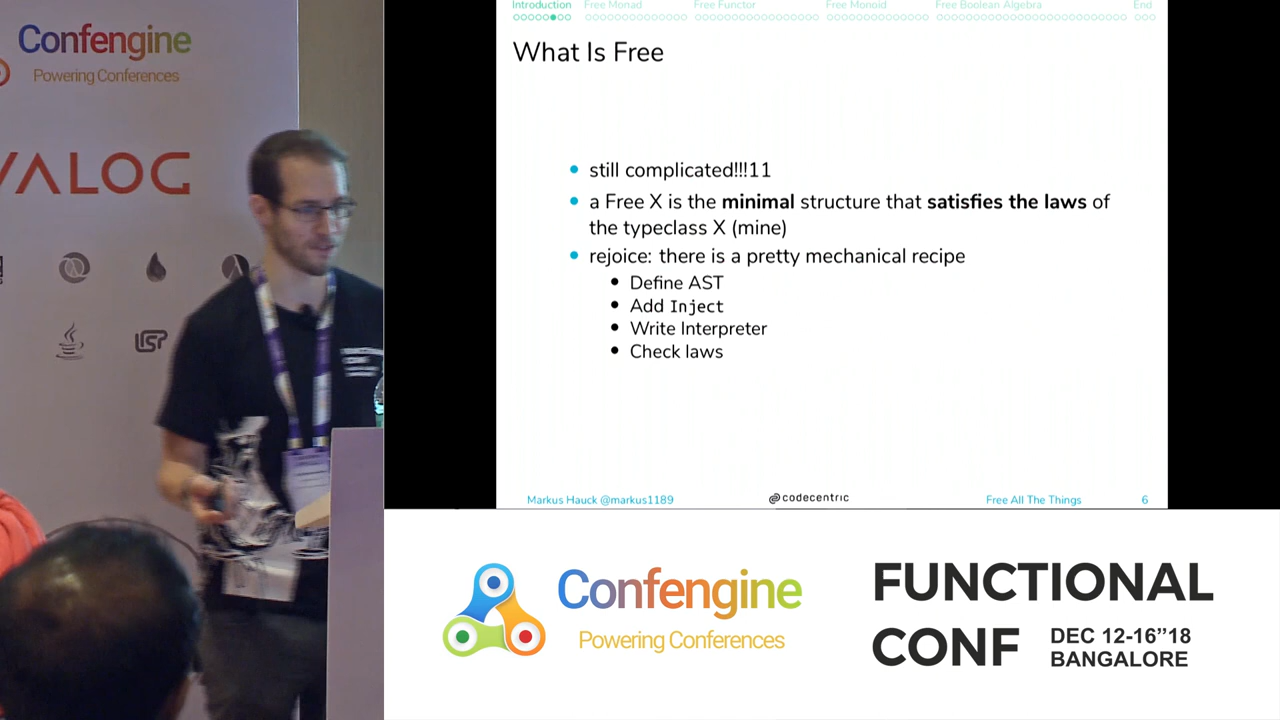 Confengine
Powering Conferences
VALOG
LISP
Introduction Free Monad Free Functor Free Monoid Free Boolean Algebra End
What Is Free
still complicated!!!11
a Free X is the minimal structure that satisfies the laws of
the typeclass X (mine)
rejoice: there is a pretty mechanical recipe
Define AST
Add Inject
Write Interpreter
Check laws
Markus Hauck @markus1189 codecentric Free All The Things 6
Confengine
Powering Conferences
FUNCTIONAL
CONF DEC 12-16”18
BANGALORE